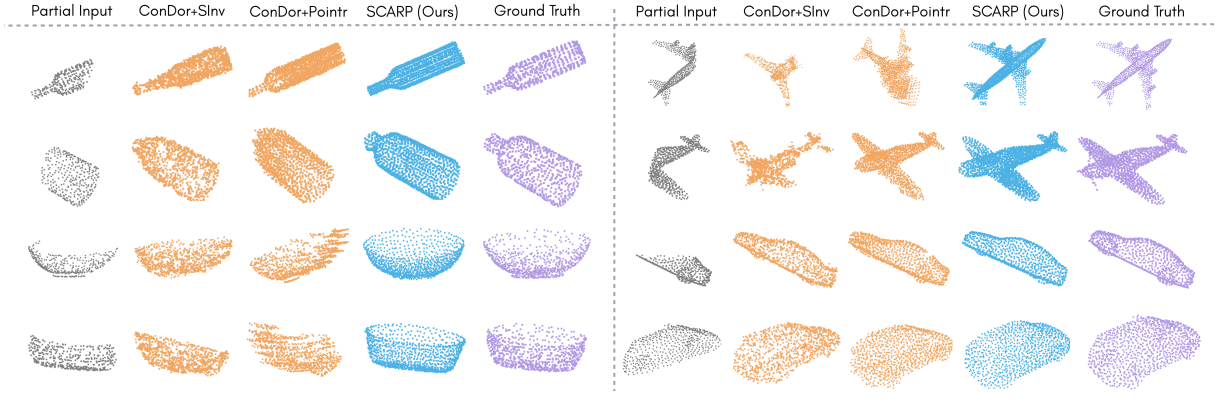 Partial Input ConDor+SInv ConDor+Pointr SCARP (Ours) Ground Truth Partial Input ConDor+SInv ConDor+Pointr SCARP (Ours) Ground Truth